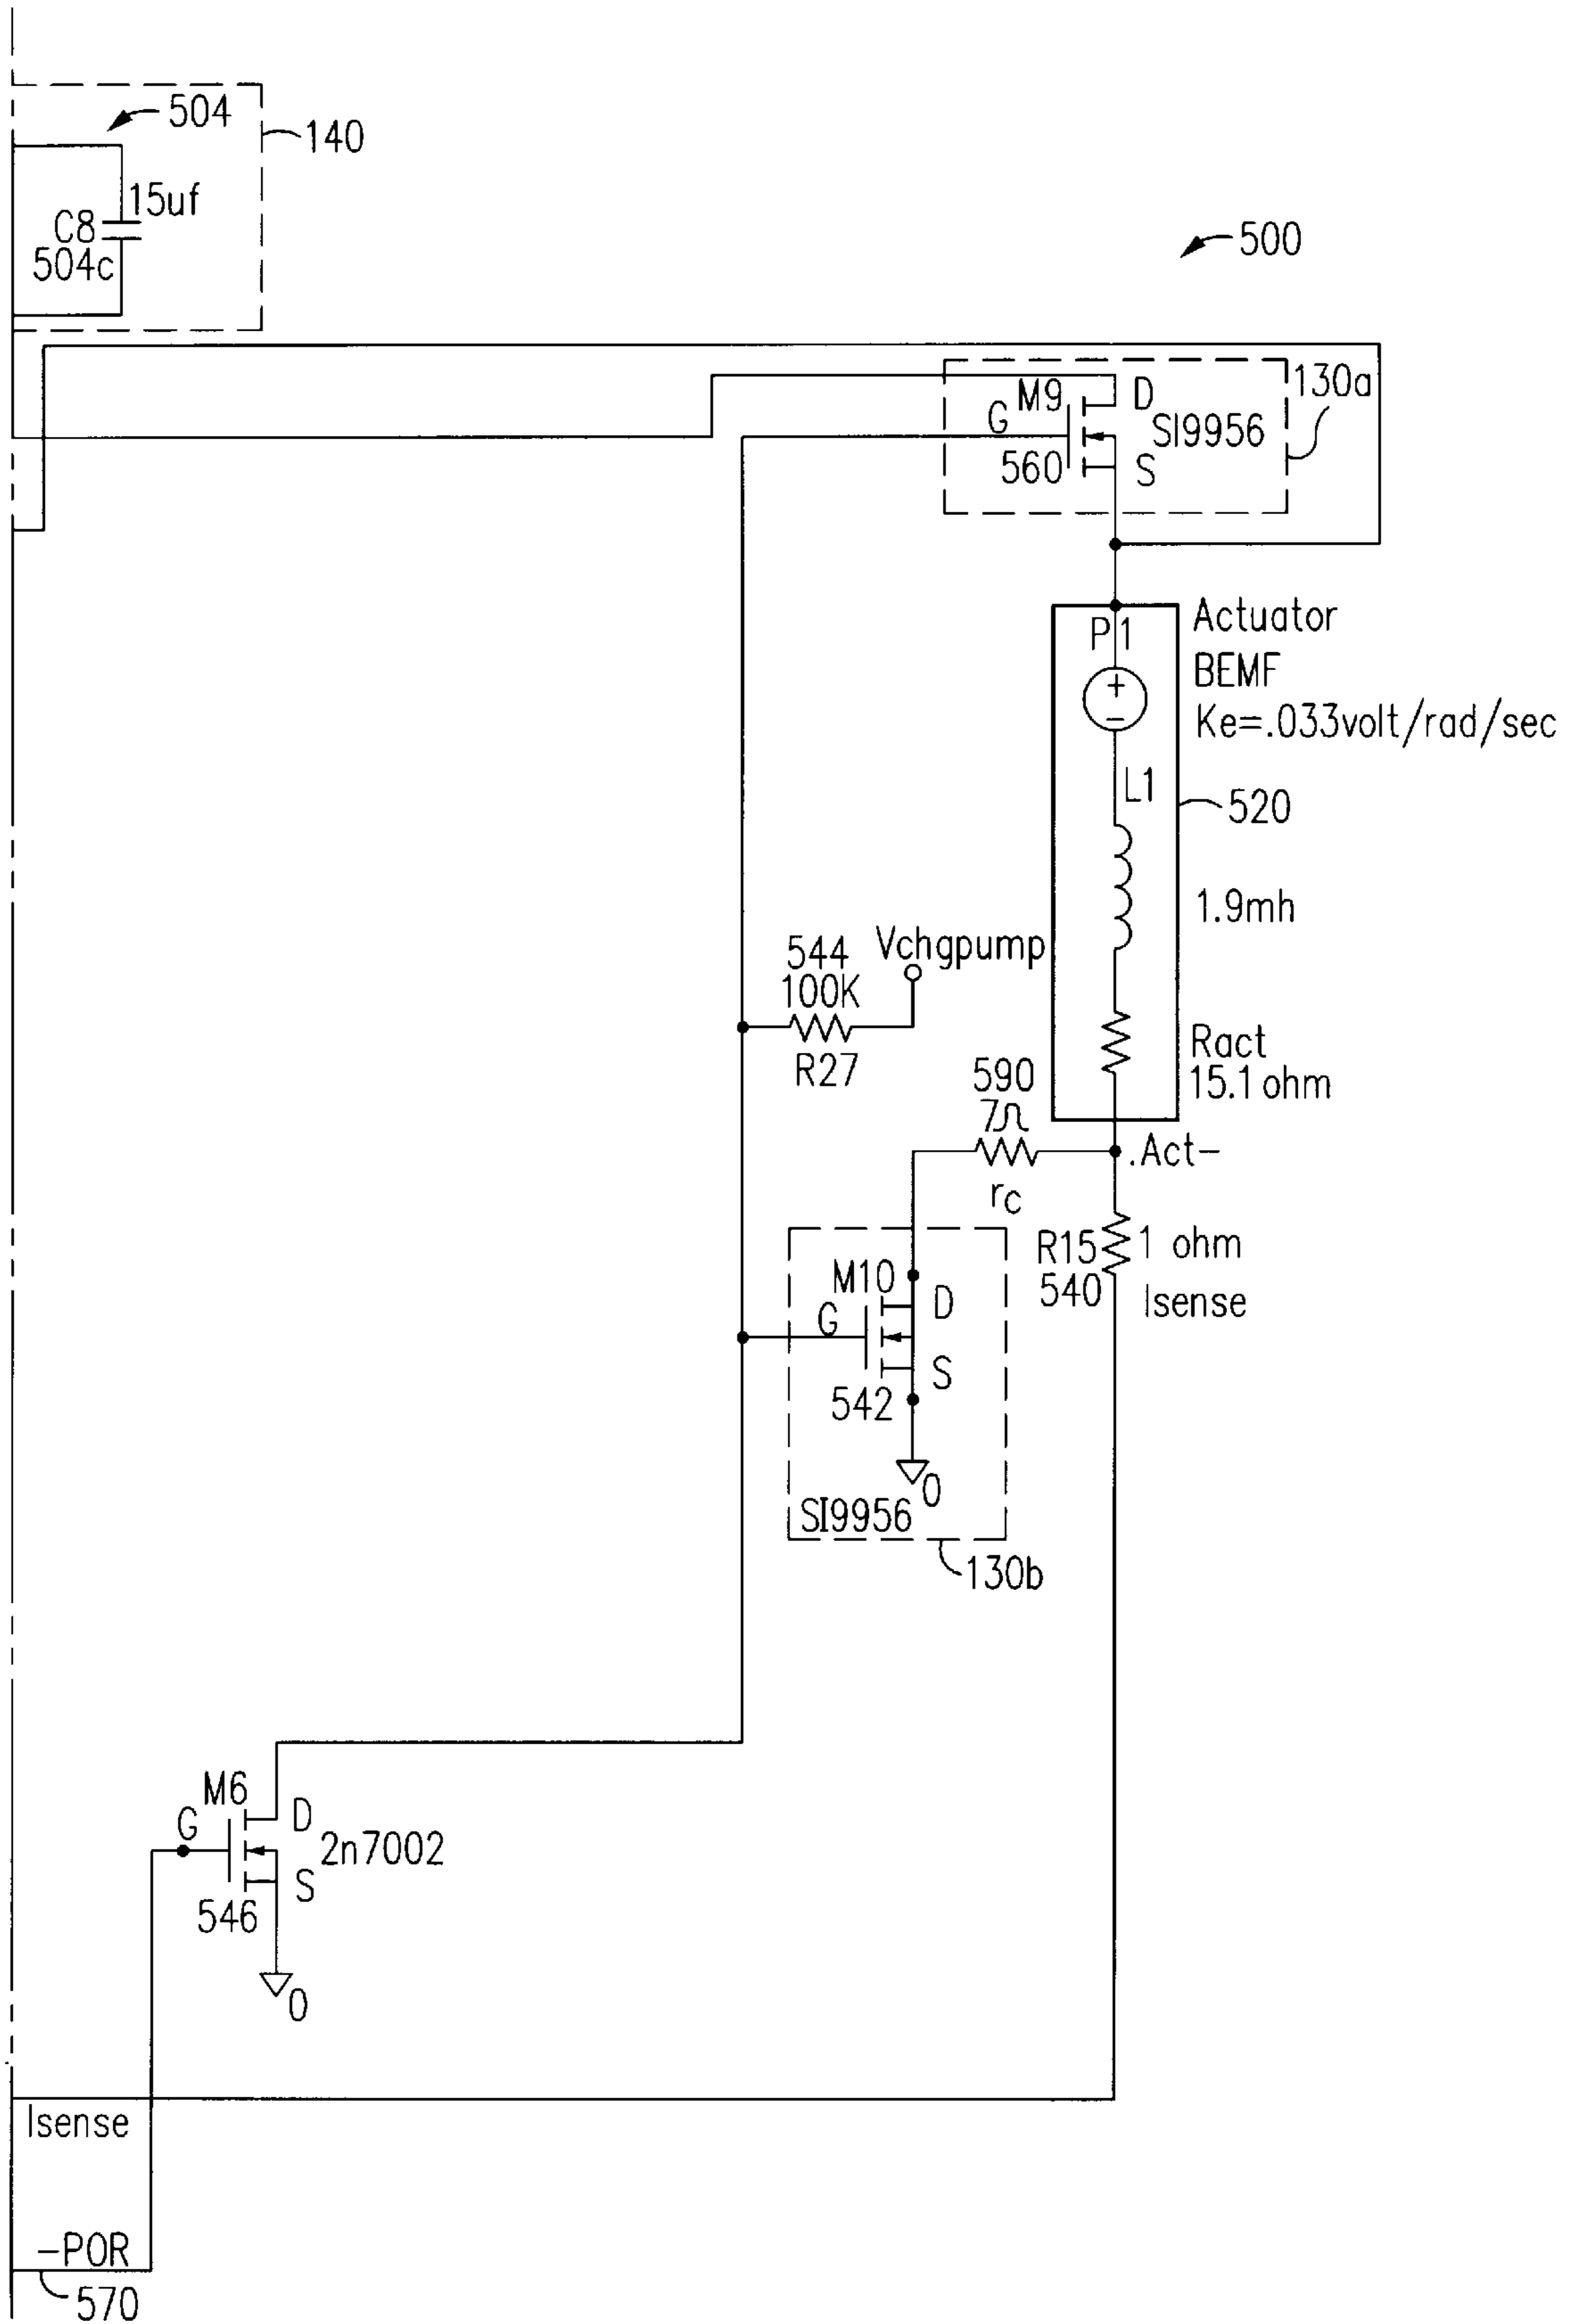 504
140
15uf
C8
504c
500
130a
M9
D
G
SI9956
560
S
P1
Actuator
BEMF
+
−
Ke=.033volt/rad/sec
L1
520
1.9mh
544
Vchgpump
100K
R27
Ract
15.1 ohm
590
7Ω
.Act-
rc
R15
1 ohm
540
Isense
M10
D
G
S
542
0
SI9956
130b
M6
G
D
2n7002
S
546
0
Isense
-POR
570